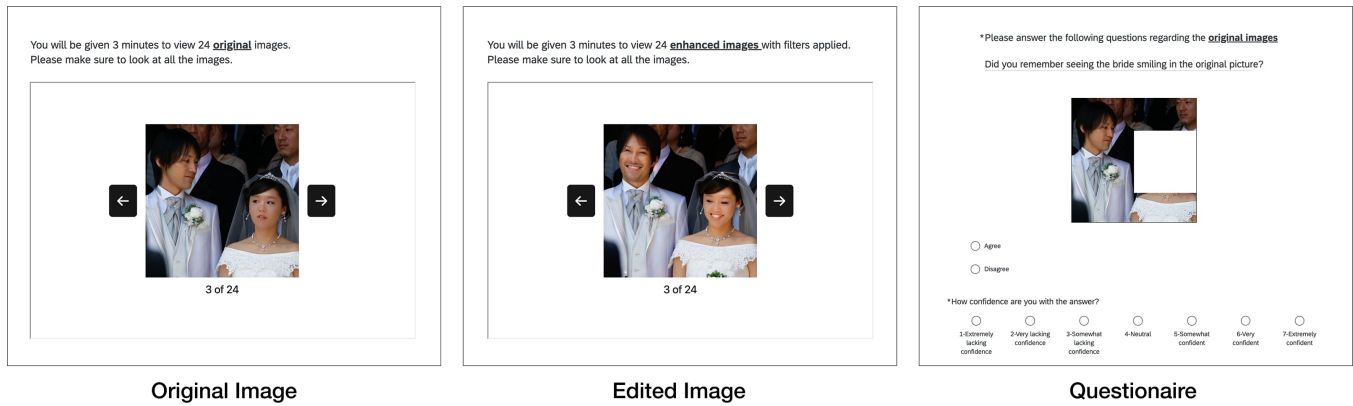 You will be given 3 minutes to view 24 original images.
Please make sure to look at all the images.
←
→
3 of 24
Original Image
You will be given 3 minutes to view 24 enhanced images with filters applied.
Please make sure to look at all the images.
←
→
3 of 24
Edited Image
*Please answer the following questions regarding the original images
Did you remember seeing the bride smiling in the original picture?
Agree
Disagree
*How confidence are you with the answer?
1-Extremely lacking confidence
2-Very lacking confidence
3-Somewhat lacking confidence
4-Neutral
5-Somewhat confident
6-Very confident
7-Extremely confident
Questionaire